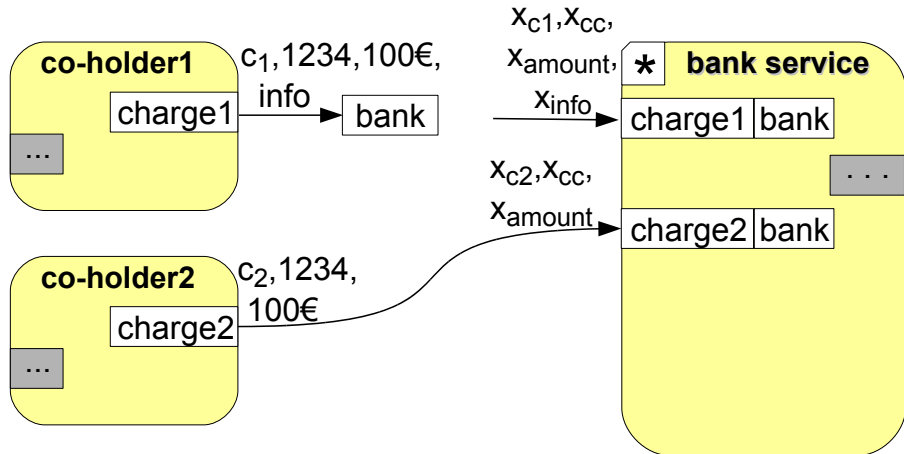 co-holder1
c1,1234,100€,
info
charge1
bank
...
xc1,xcc,
xamount,
xinfo
* bank service
charge1 bank
...
xc2,xcc,
xamount
charge2 bank
co-holder2
c2,1234,
100€
charge2
...